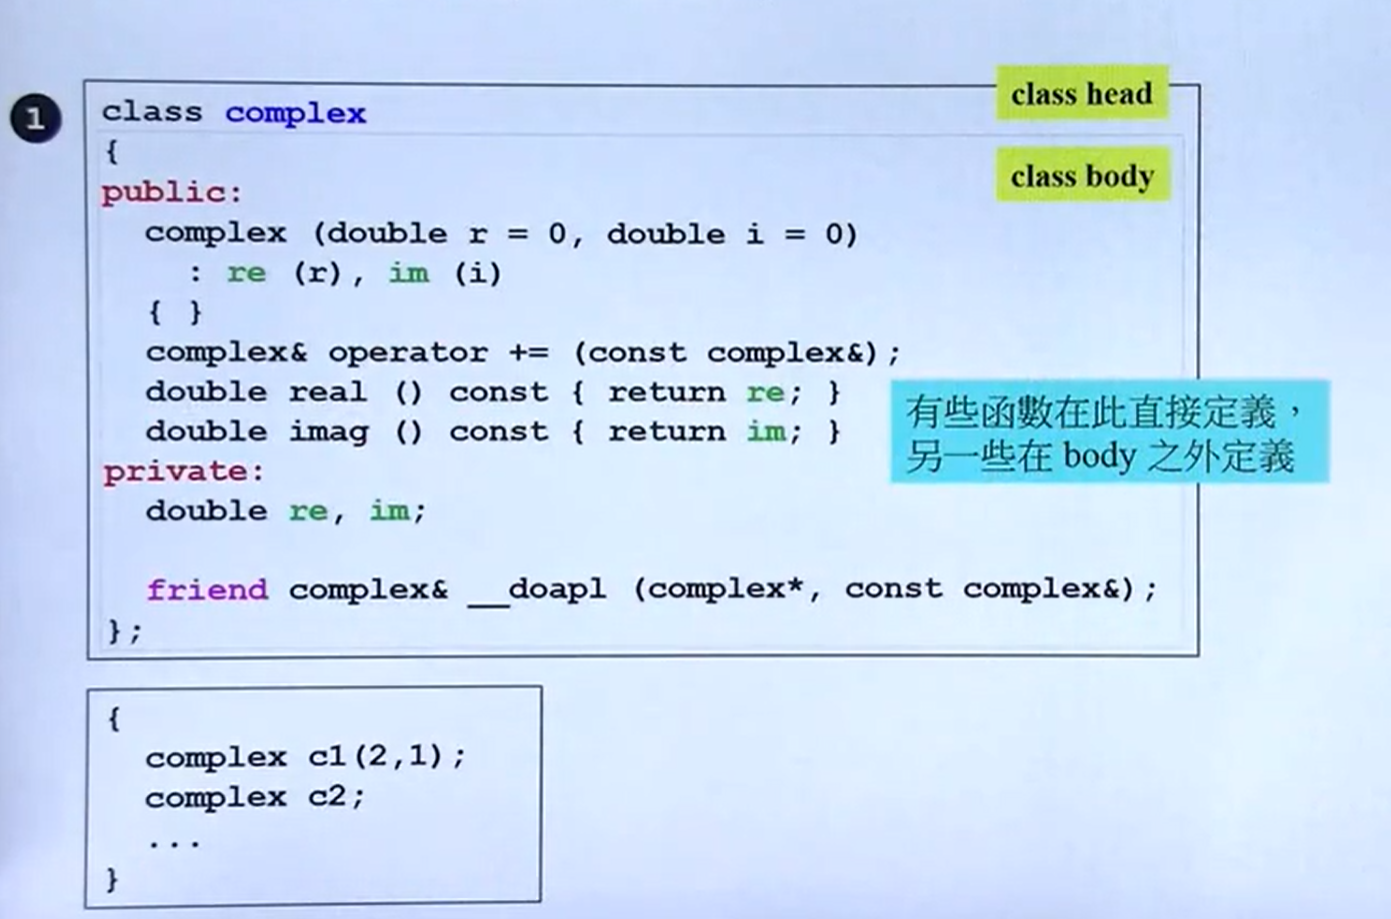 1
class head
class complex
{
class body
public:
complex (double r = 0, double i = 0)
: re (r), im (i)
{ }
complex& operator += (const complex&);
double real () const { return re; }
double imag () const { return im; }
有些函數在此直接定義，
另一些在 body 之外定義
private:
double re, im;
friend complex& __doapl (complex*, const complex&);
};
{
complex c1(2,1);
complex c2;
...
}